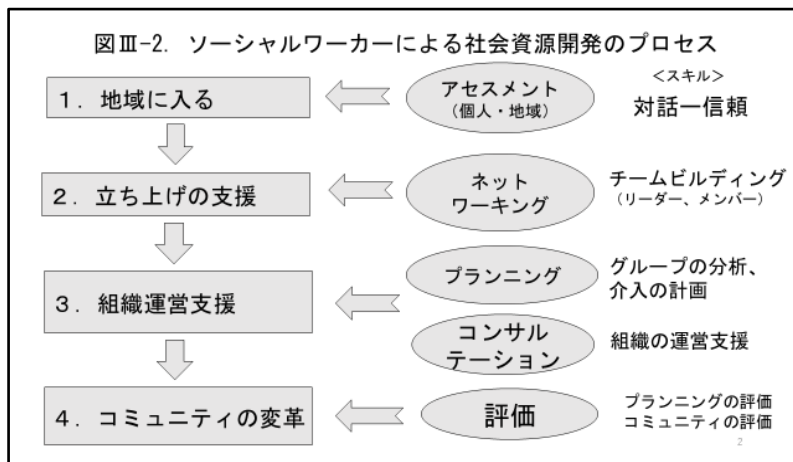 図Ⅲ-2. ソーシャルワーカーによる社会資源開発のプロセス
<スキル>
1. 地域に入る
アセスメント
(個人・地域)
対話ー信頼
2. 立ち上げの支援
ネット
ワーキング
チームビルディング
(リーダー、メンバー)
プランニング
グループの分析、
介入の計画
3. 組織運営支援
コンサル
テーション
組織の運営支援
4. コミュニティの変革
評価
プランニングの評価
コミュニティの評価
2